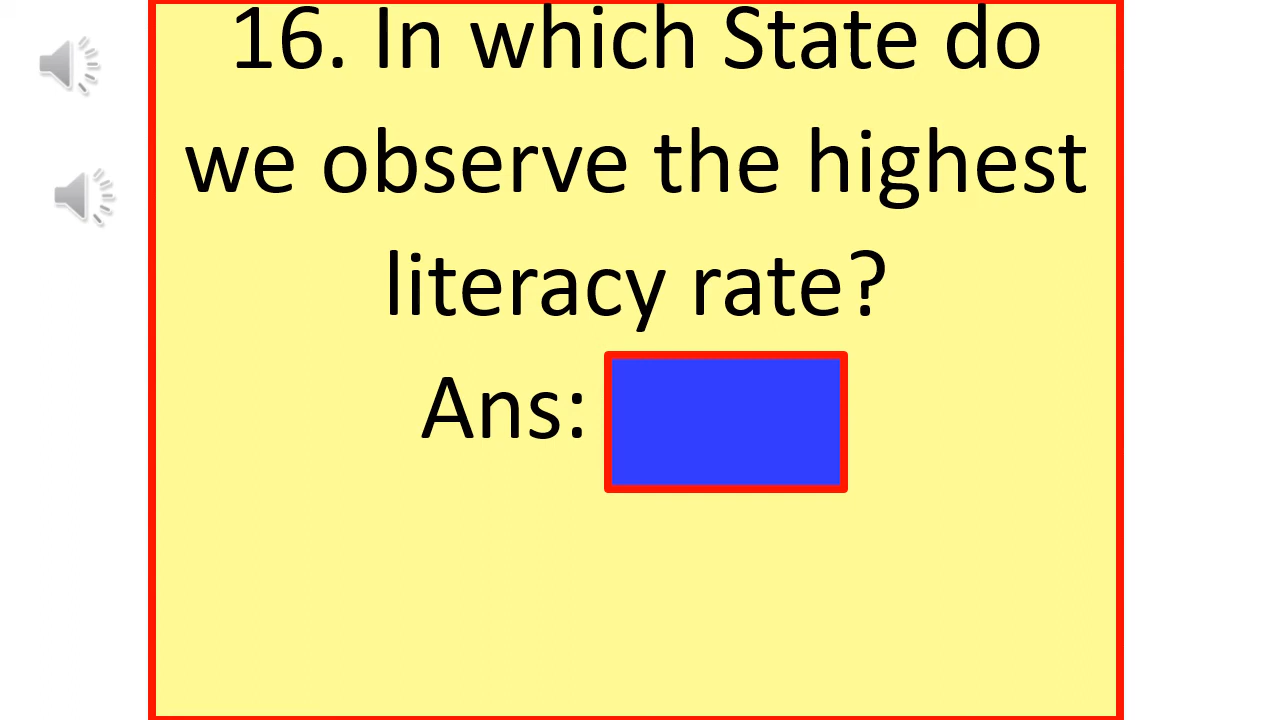 16. In which State do
we observe the highest
literacy rate?
Ans: